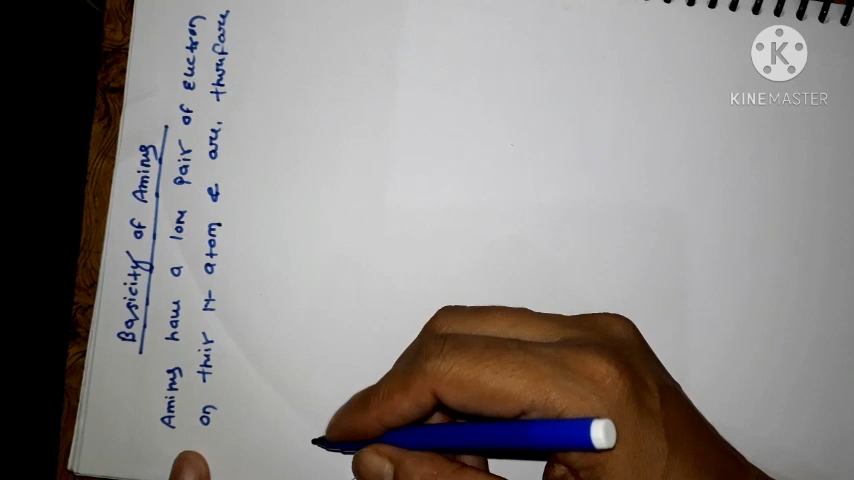 Basicity of Amines
Amines have a lone pair of electron
on their N- atom & are, therefore
KINEMASTER